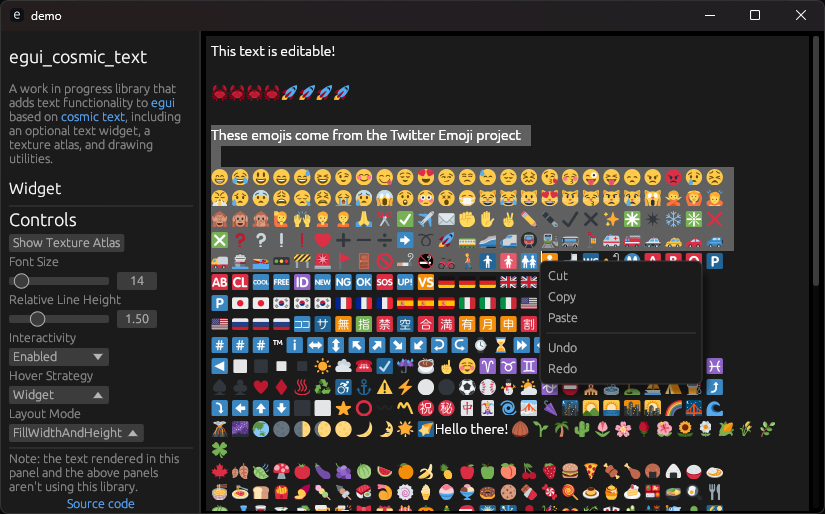 demo
egui_cosmic_text
A work in progress library that
adds text functionality to egui
based on cosmic text, including
an optional text widget, a
texture atlas, and drawing
utilities.
Widget
Controls
Show Texture Atlas
Font Size
14
Relative Line Height
1.50
Interactivity
Enabled
Hover Strategy
Widget
Layout Mode
FillWidthAndHeight
Note: the text rendered in this
panel and the above panels
aren't using this library.
Source code
This text is editable!
These emojis come from the Twitter Emoji project
Hello there!
Cut
Copy
Paste
Undo
Redo